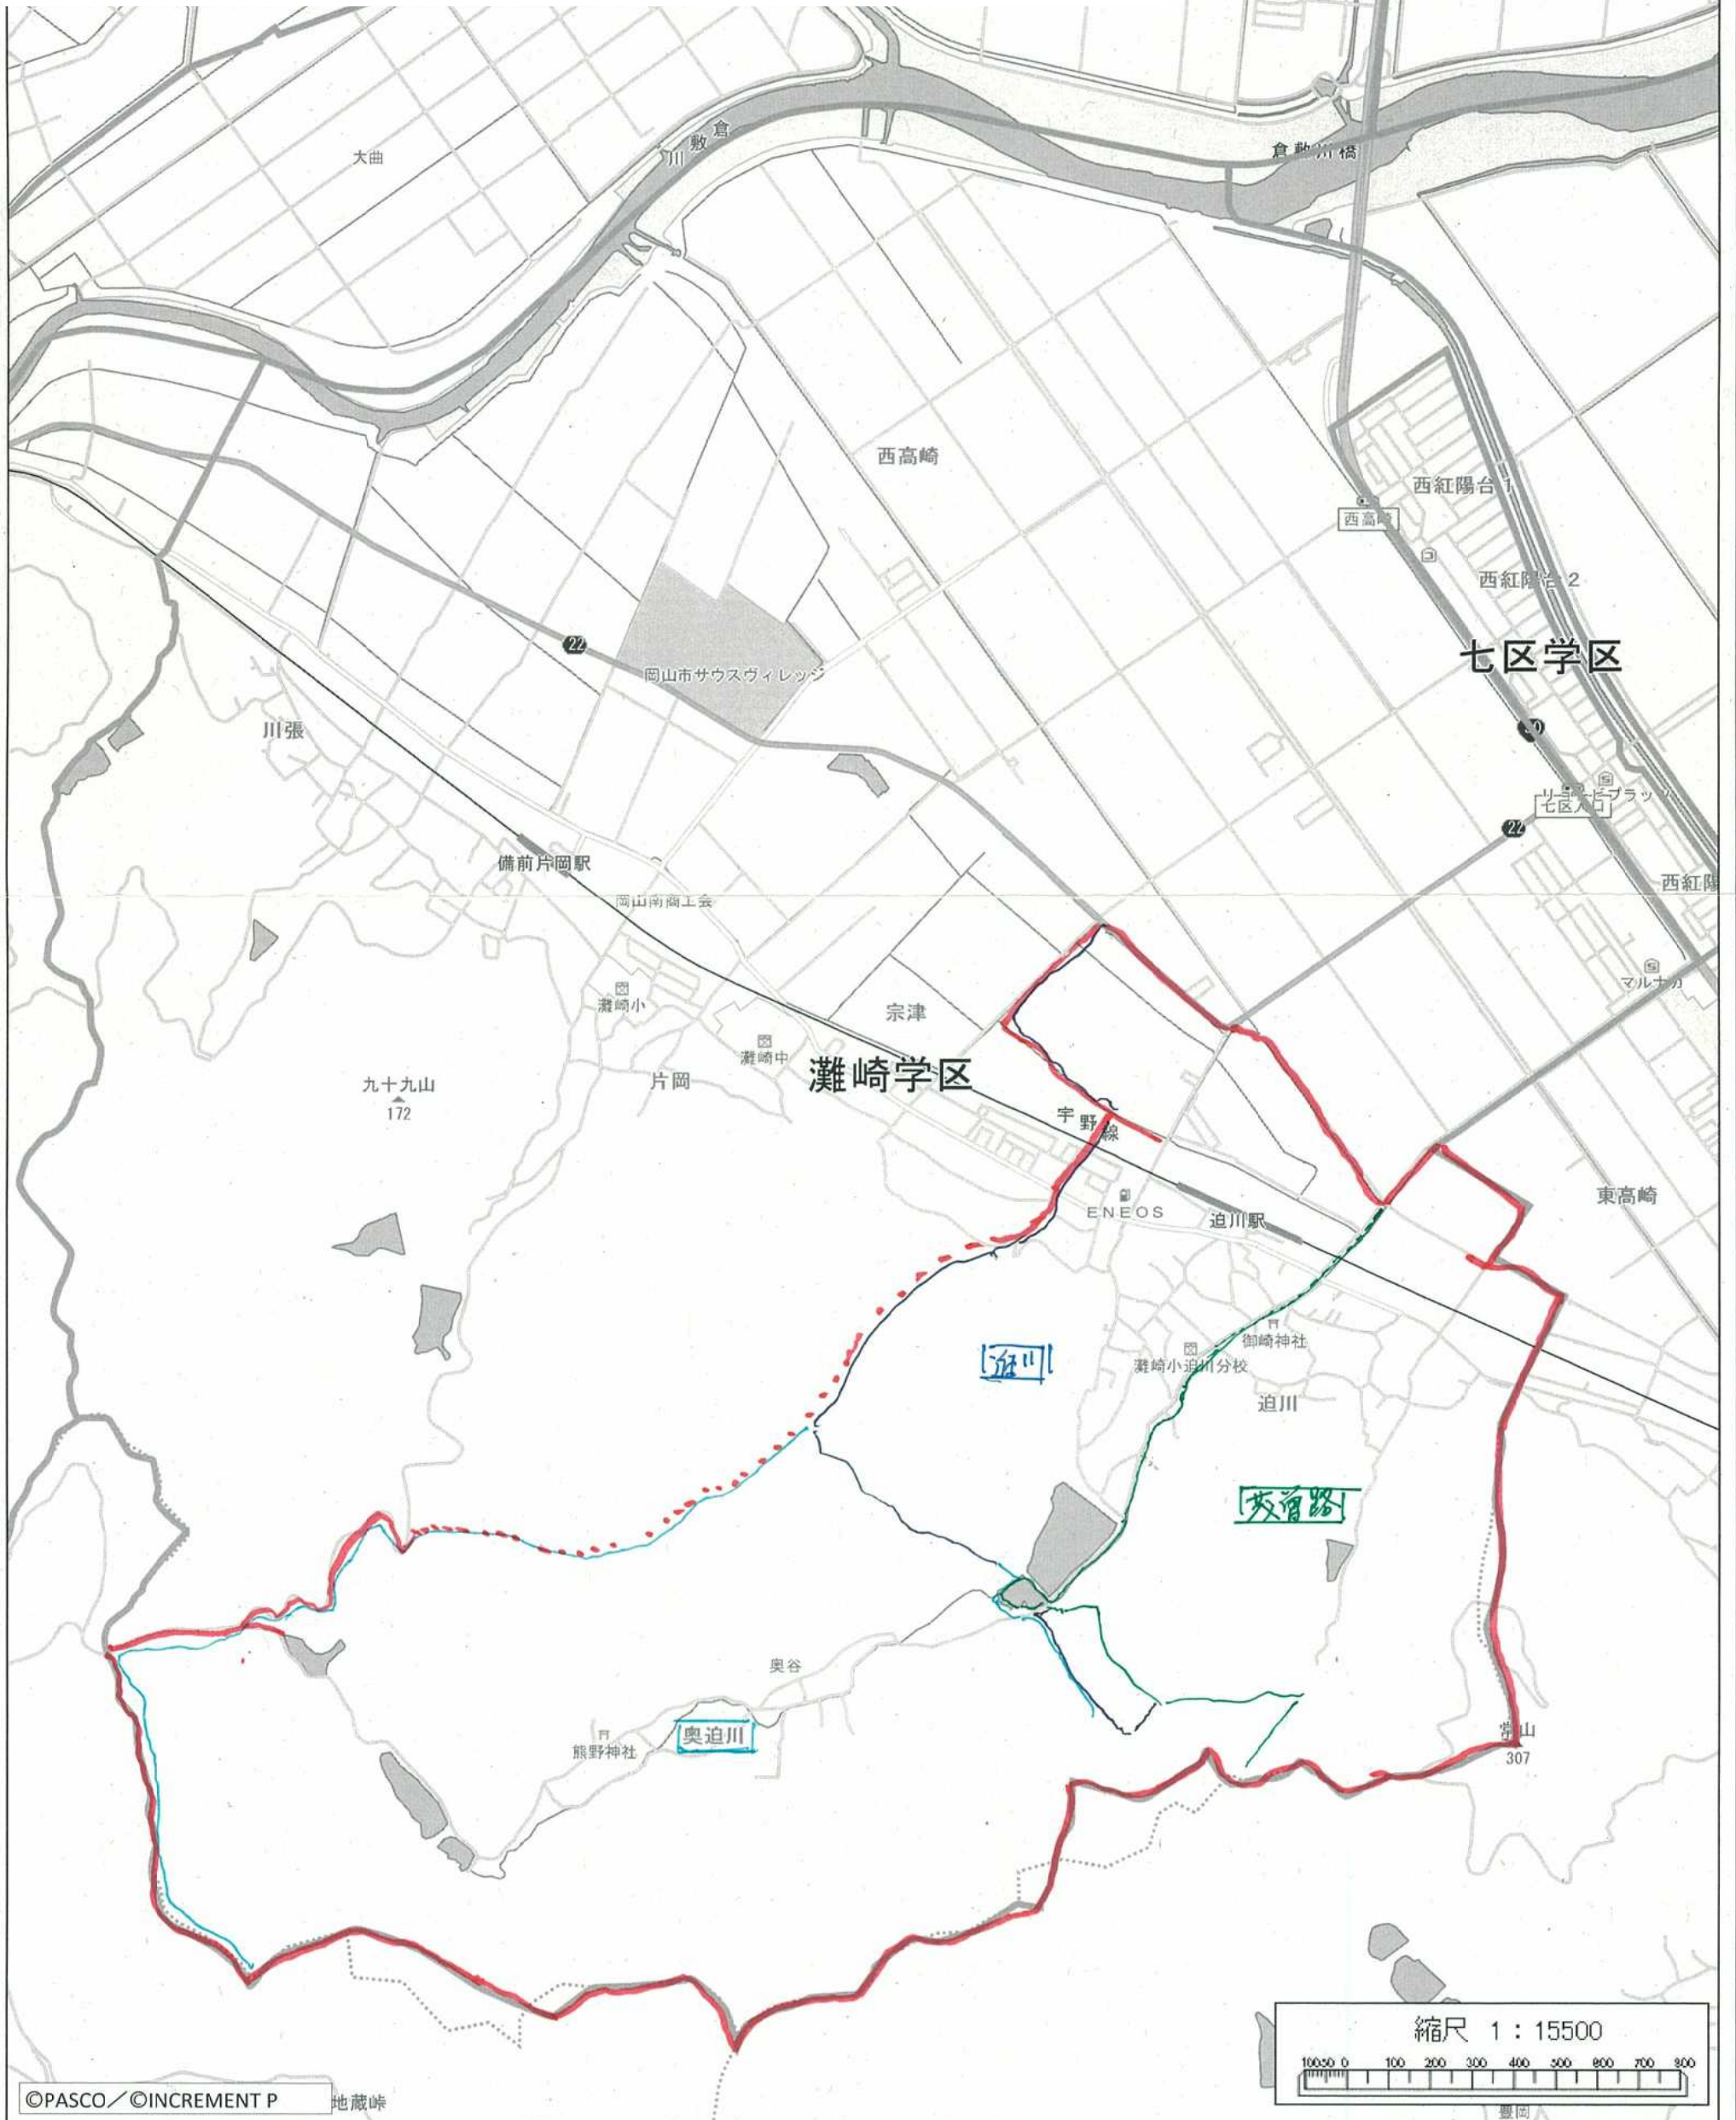 大曲
倉敷川
倉敷川橋
西高崎
西紅陽台1
西紅陽台2
七区学区
22
岡山市サウスヴィレッジ
川張
七区入口
22
備前片岡駅
西紅陽
岡山南商工会
マルナカ
灘崎小
宗津
灘崎中
灘崎学区
片岡
九十九山
172
宇野線
東高崎
ENEOS
迫川駅
御崎神社
迫川
灘崎小迫川分校
迫川
奥谷
奥迫川
熊野神社
常山
307
縮尺 1:15500
100 50 0 100 200 300 400 500 600 700 800
©PASCO/©INCREMENT P
地蔵峠
豊岡